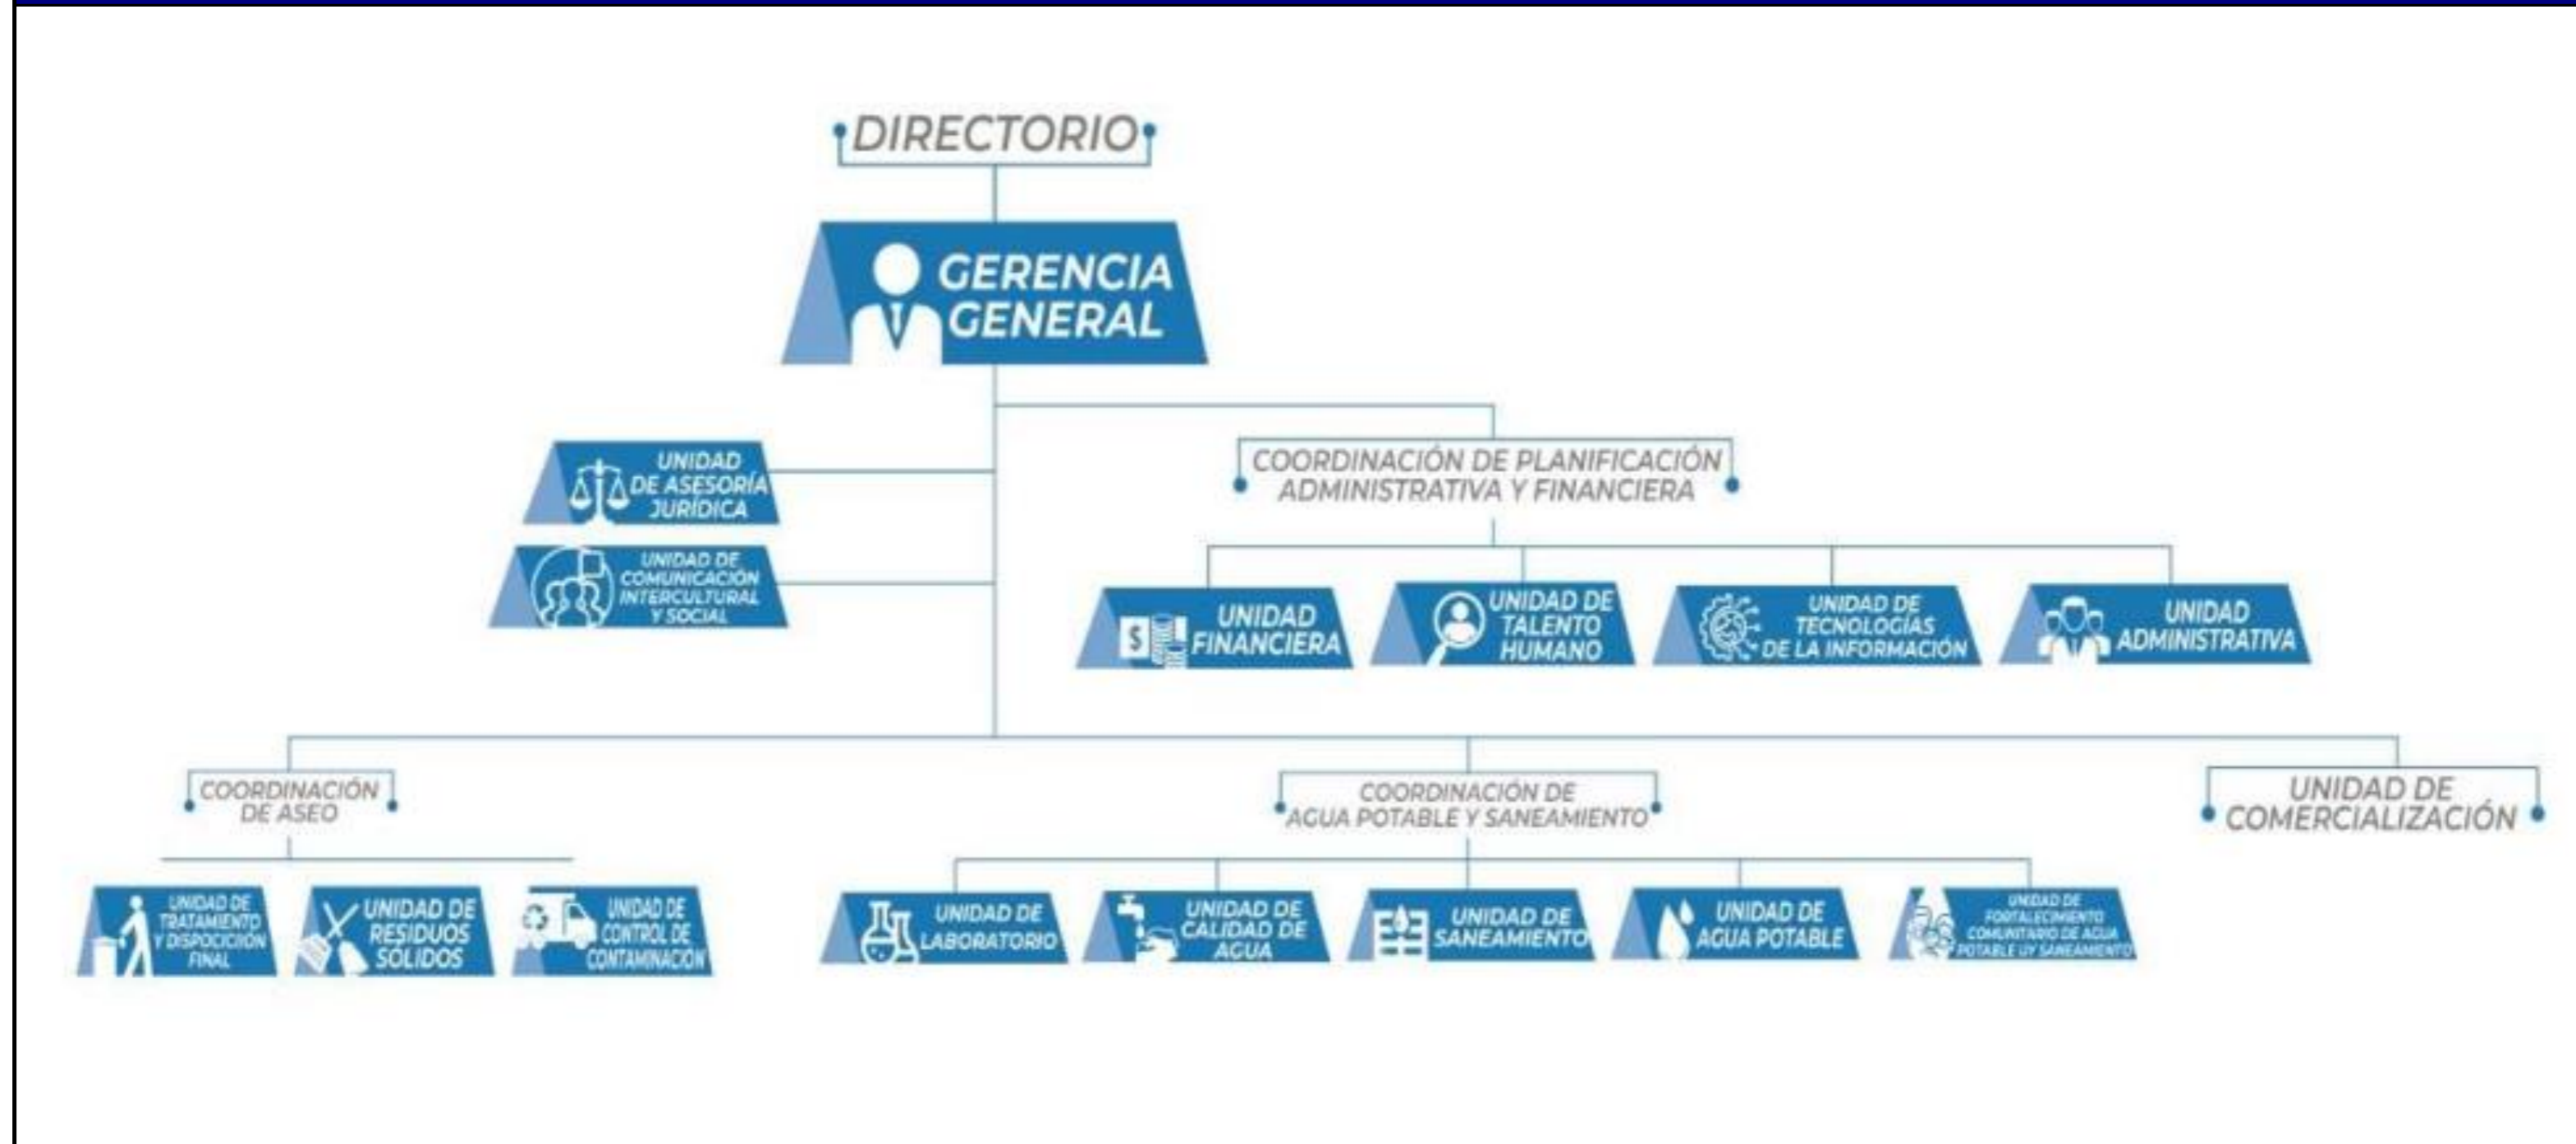 DIRECTORIO
GERENCIA
GENERAL
UNIDAD
DE ASESORÍA
JURÍDICA
UNIDAD DE
COMUNICACIÓN
INTERCULTURAL
Y SOCIAL
COORDINACIÓN DE PLANIFICACIÓN
ADMINISTRATIVA Y FINANCIERA
$
UNIDAD
FINANCIERA
UNIDAD DE
TALENTO
HUMANO
UNIDAD DE
TECNOLOGÍAS
DE LA INFORMACIÓN
UNIDAD
ADMINISTRATIVA
COORDINACIÓN
DE ASEO
UNIDAD DE
TRATAMIENTO
Y DISPOCICIÓN
FINAL
UNIDAD DE
RESIDUOS
SÓLIDOS
UNIDAD DE
CONTROL DE
CONTAMINACIÓN
COORDINACIÓN DE
AGUA POTABLE Y SANEAMIENTO
UNIDAD DE
LABORATORIO
UNIDAD DE
CALIDAD DE
AGUA
UNIDAD DE
SANEAMIENTO
UNIDAD DE
AGUA POTABLE
UNIDAD DE
FORTALECIMIENTO
COMUNITARIO DE AGUA
POTABLE UY SANEAMIENTO
UNIDAD DE
COMERCIALIZACIÓN